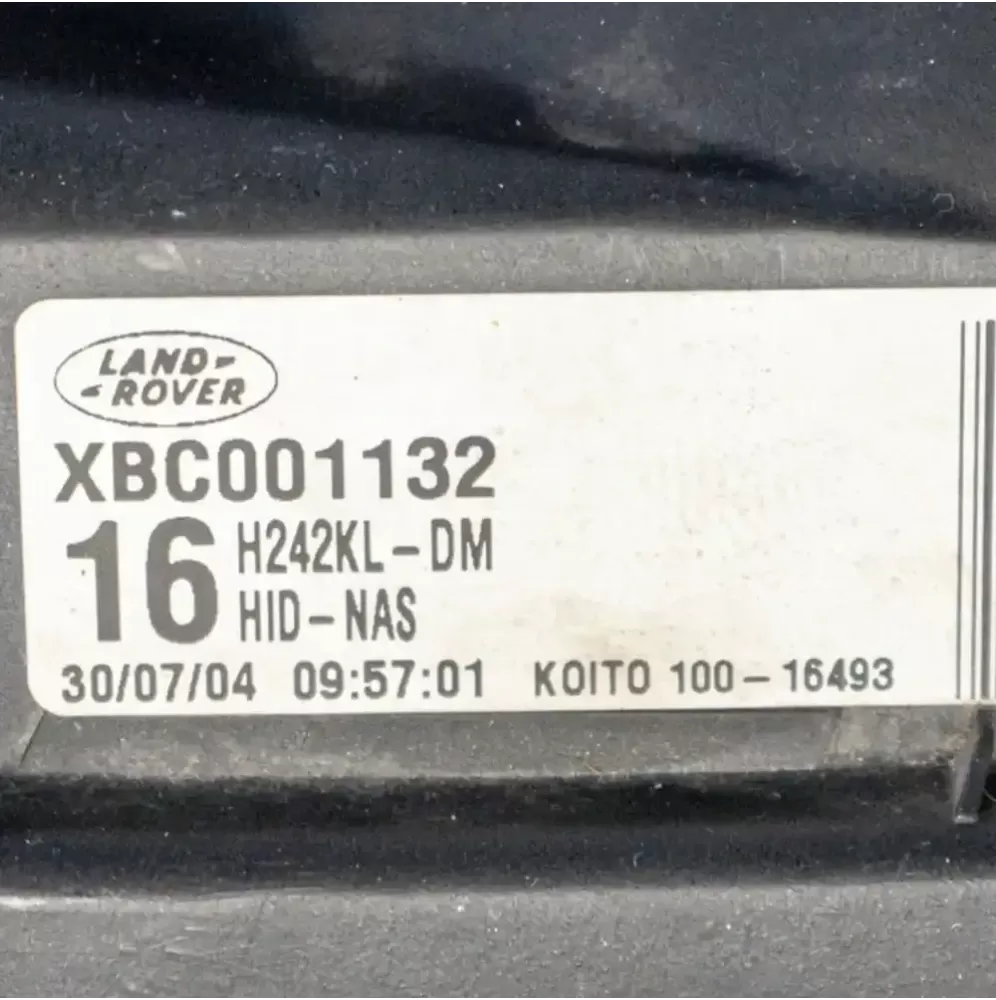 LAND-
-ROVER
XBC001132
16 H242KL-DM
HID-NAS
30/07/04 09:57:01 KOITO 100-16493